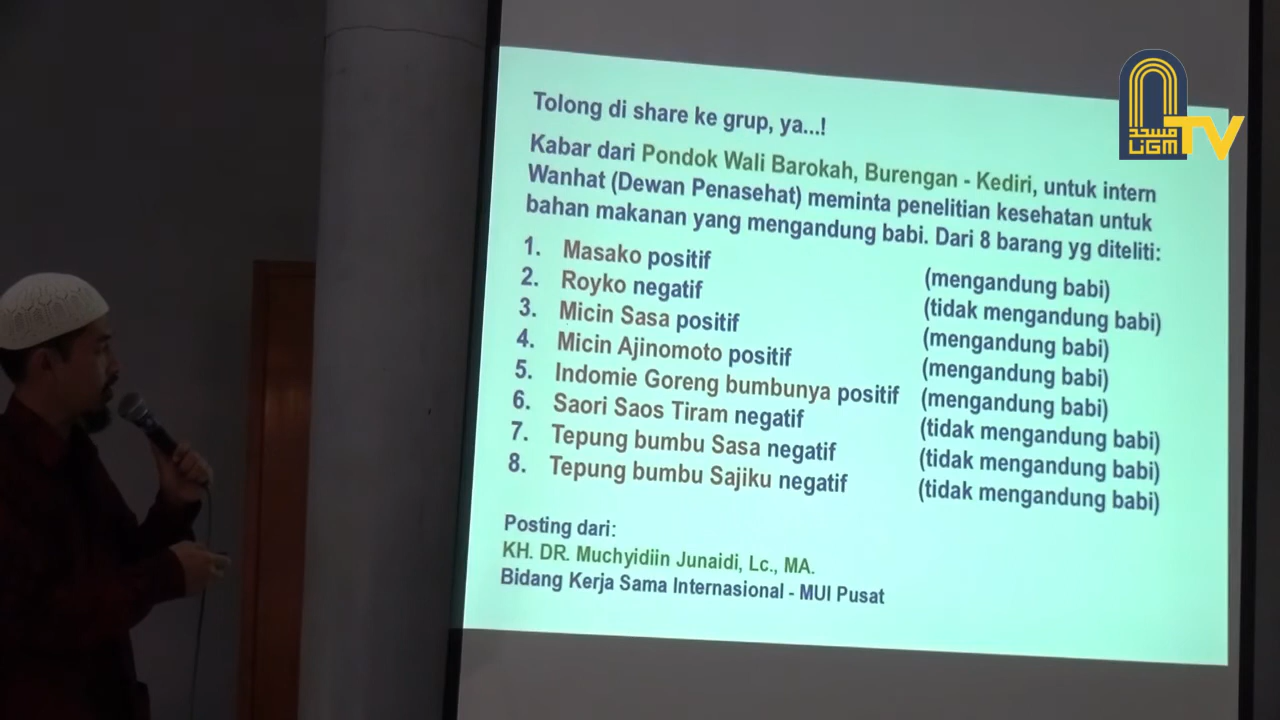 Tolong di share ke grup, ya...!
Kabar dari Pondok Wali Barokah, Burengan - Kediri, untuk intern
Wanhat (Dewan Penasehat) meminta penelitian kesehatan untuk
bahan makanan yang mengandung babi. Dari 8 barang yg diteliti:
1. Masako positif (mengandung babi)
2. Royko negatif (tidak mengandung babi)
3. Micin Sasa positif (mengandung babi)
4. Micin Ajinomoto positif (mengandung babi)
5. Indomie Goreng bumbunya positif (mengandung babi)
6. Saori Saos Tiram negatif (tidak mengandung babi)
7. Tepung bumbu Sasa negatif (tidak mengandung babi)
8. Tepung bumbu Sajiku negatif (tidak mengandung babi)
Posting dari:
KH. DR. Muchyidiin Junaidi, Lc., MA.
Bidang Kerja Sama Internasional - MUI Pusat
مسجد
UGM
TV